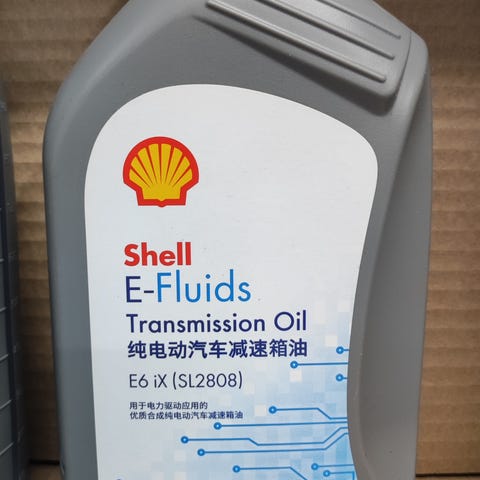 Shell
E-Fluids
Transmission Oil
纯电动汽车减速箱油
E6 iX (SL2808)
用于电力驱动应用的
优质合成纯电动汽车减速箱油